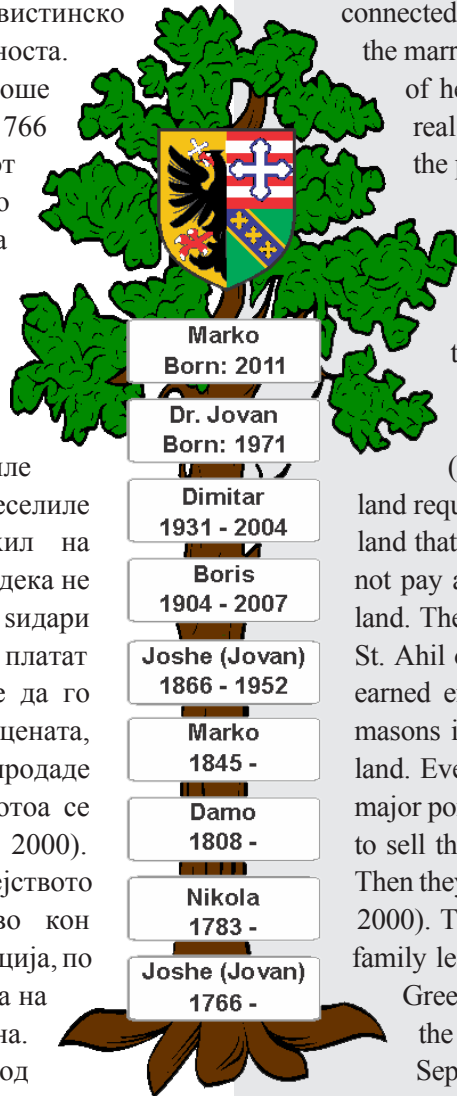 вистинско
носта.
оше
766
от
о
а
иле
еселиле
кил на
дека не
ѕидари
платат
е да го
цената,
продаде
отоа се
2000).
ејството
во кон
ција, по
а на
на.
од
Marko
Born: 2011
Dr. Jovan
Born: 1971
Dimitar
1931 - 2004
Boris
1904 - 2007
Joshe (Jovan)
1866 - 1952
Marko
1845 -
Damo
1808 -
Nikola
1783 -
Joshe (Jovan)
1766 -
connected
the marr
of he
real
the p
t
(
land requ
land that
not pay a
land. The
St. Ahil
earned e
masons i
land. Eve
major po
to sell th
Then they
2000). T
family le
Gree
the
Sep